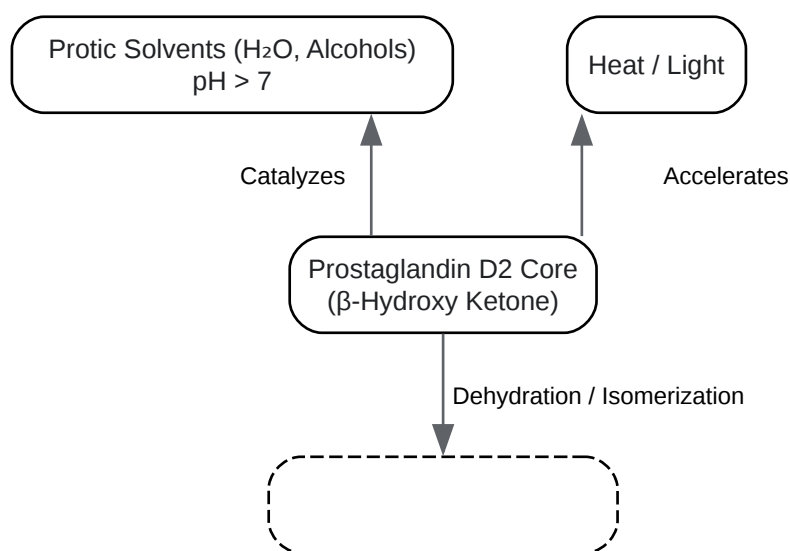 Protic Solvents (H₂O, Alcohols)
pH > 7
Heat / Light
Catalyzes
Accelerates
Prostaglandin D2 Core
(β-Hydroxy Ketone)
Dehydration / Isomerization